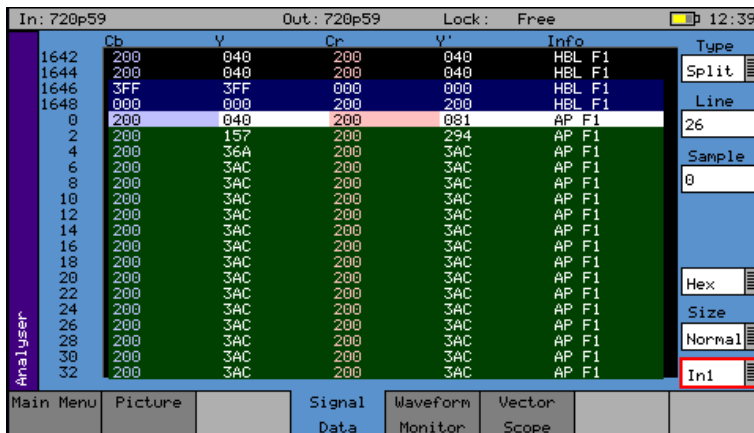 In: 720p59 Out: 720p59 Lock: Free 12:39
Cb Y Cr Y' Info
1642 200 040 200 040 HBL F1
1644 200 040 200 040 HBL F1
1646 3FF 3FF 000 000 HBL F1
1648 000 000 200 200 HBL F1
0 200 040 200 081 AP F1
2 200 157 200 294 AP F1
4 200 36A 200 3AC AP F1
6 200 3AC 200 3AC AP F1
8 200 3AC 200 3AC AP F1
10 200 3AC 200 3AC AP F1
12 200 3AC 200 3AC AP F1
14 200 3AC 200 3AC AP F1
16 200 3AC 200 3AC AP F1
18 200 3AC 200 3AC AP F1
20 200 3AC 200 3AC AP F1
22 200 3AC 200 3AC AP F1
24 200 3AC 200 3AC AP F1
26 200 3AC 200 3AC AP F1
28 200 3AC 200 3AC AP F1
30 200 3AC 200 3AC AP F1
32 200 3AC 200 3AC AP F1
Analyser
Type
Split
Line
26
Sample
0
Hex
Size
Normal
In1
Main Menu Picture Signal Waveform Vector
Data Monitor Scope